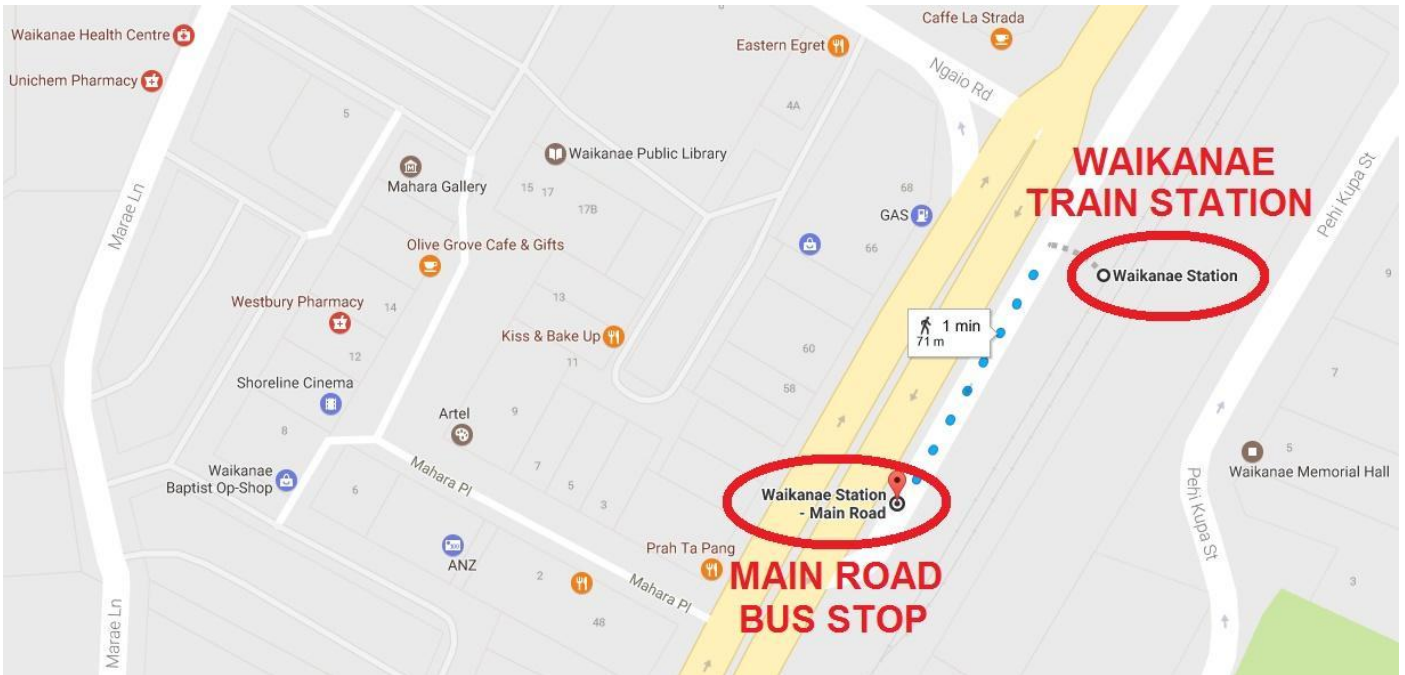 Caffe La Strada
Waikanae Health Centre
Eastern Egret
Ngaio Rd
Unichem Pharmacy
4A
5
WAIKANAE
TRAIN STATION
Waikanae Public Library
Mahara Gallery
15
17
17B
68
GAS
66
Pehi Kupa St
Marae Ln
Olive Grove Cafe & Gifts
Waikanae Station
9
Westbury Pharmacy
14
13
1 min
71 m
Kiss & Bake Up
60
12
11
58
7
Shoreline Cinema
Artel
9
8
5
Waikanae Memorial Hall
Waikanae
Baptist Op-Shop
Mahara Pl
7
6
5
3
Waikanae Station
- Main Road
Pehi Kupa St
Prah Ta Pang
ANZ
2
Mahara Pl
MAIN ROAD
BUS STOP
3
48
Marae Ln